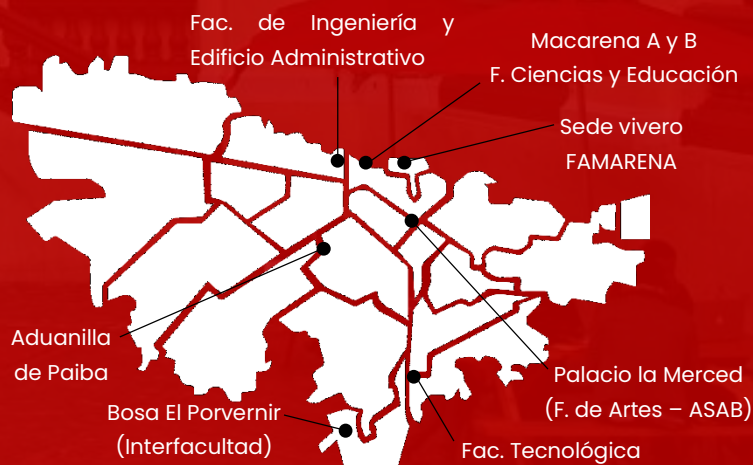 Fac. de Ingeniería y
Edificio Administrativo
Macarena A y B
F. Ciencias y Educación
Sede vivero
FAMARENA
Aduanilla
de Paiba
Palacio la Merced
(F. de Artes – ASAB)
Bosa El Porvernir
(Interfacultad)
Fac. Tecnológica